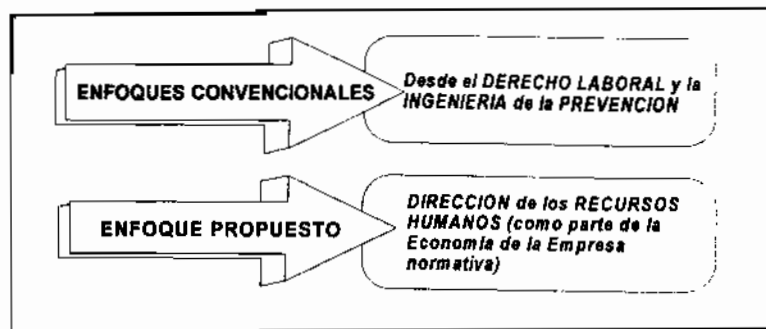 ENFOQUES CONVENCIONALES
Desde el DERECHO LABORAL y la
INGENIERIA de la PREVENCION
ENFOQUE PROPUESTO
DIRECCION de los RECURSOS
HUMANOS (como parte de la
Economía de la Empresa
normativa)